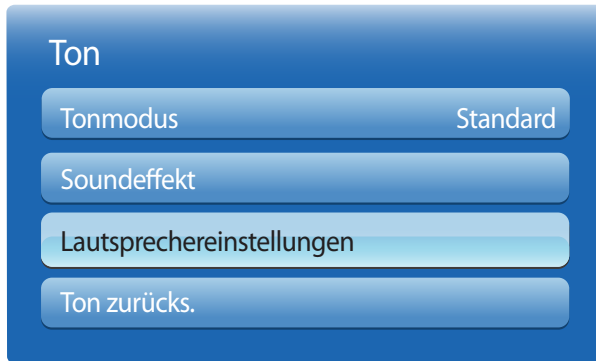 Ton
Tonmodus Standard
Soundeffekt
Lautsprechereinstellungen
Ton zurücks.